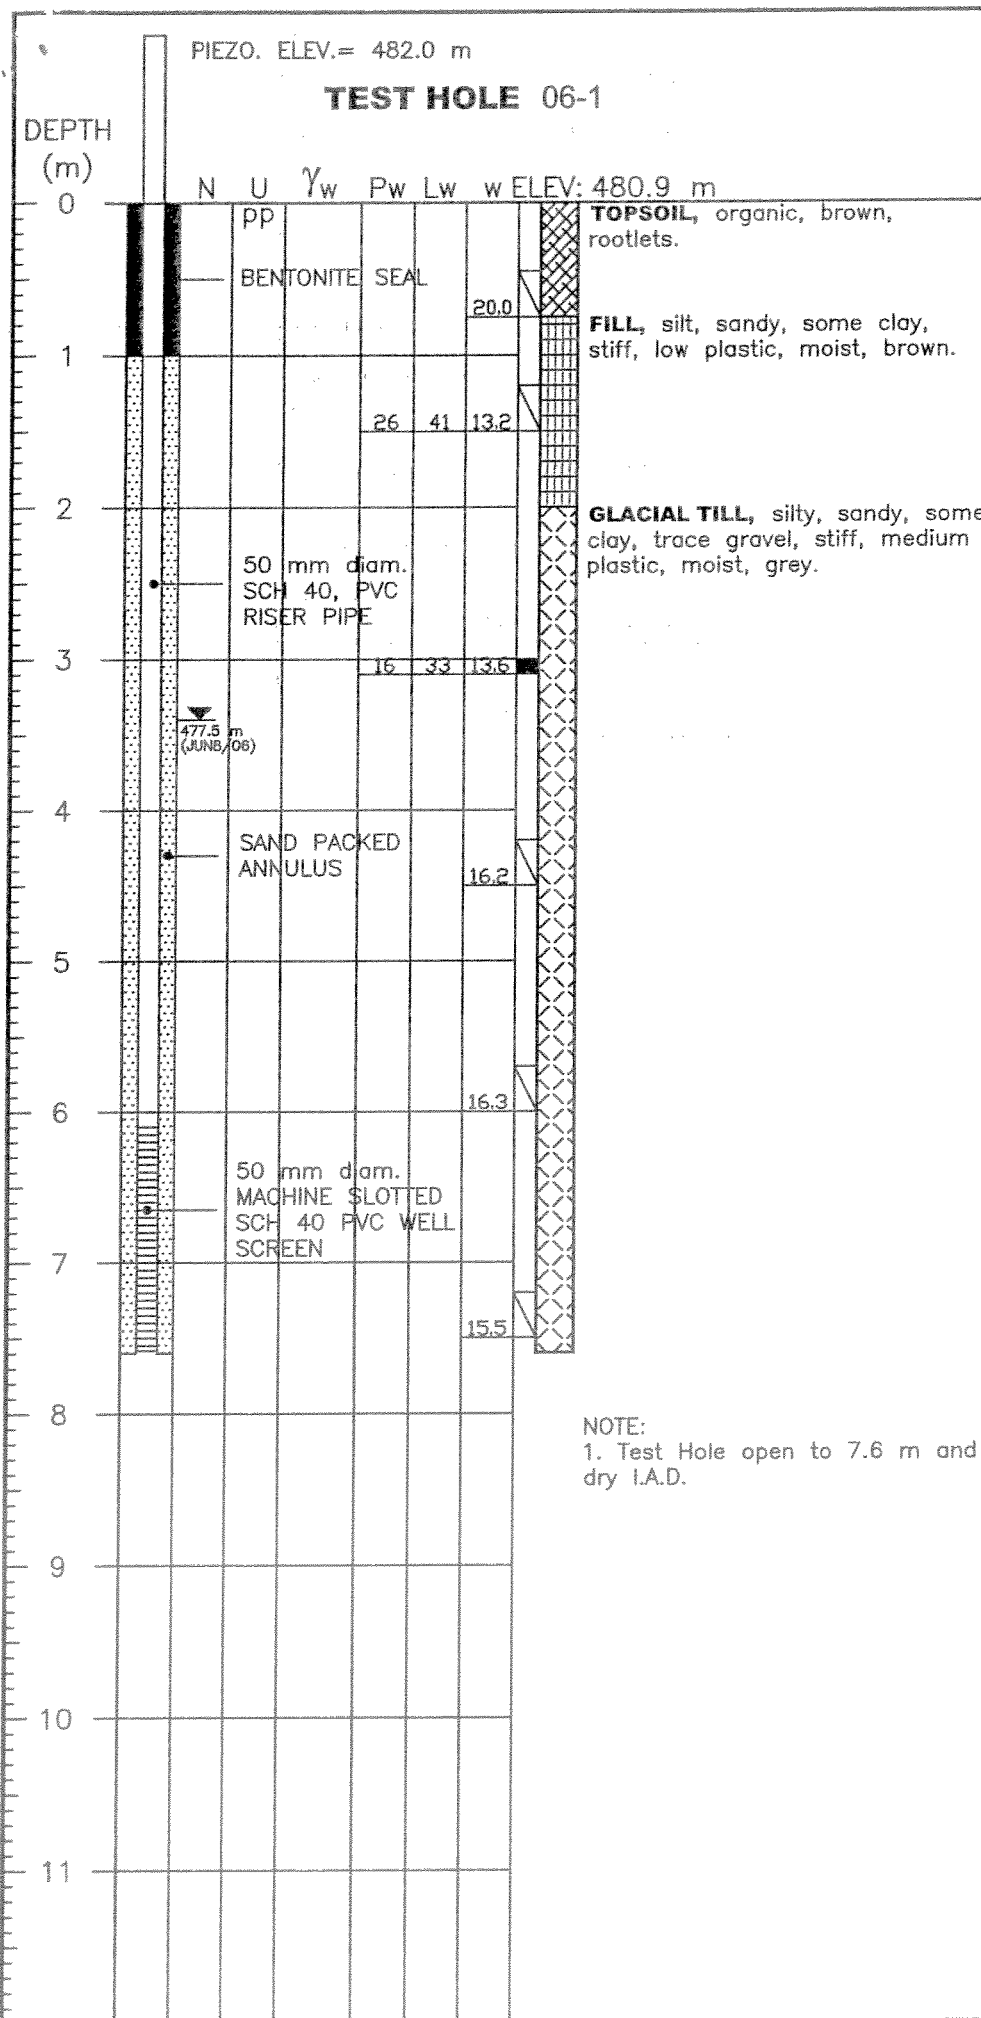 PIEZO. ELEV.= 482.0 m
TEST HOLE 06-1
DEPTH
(m)
N U γw Pw Lw w ELEV: 480.9 m
pp
0
TOPSOIL, organic, brown,
rootlets.
BENTONITE SEAL
20.0
FILL, silt, sandy, some clay,
stiff, low plastic, moist, brown.
1
26 41 13.2
2
GLACIAL TILL, silty, sandy, some
clay, trace gravel, stiff, medium
plastic, moist, grey.
50 mm diam.
SCH 40, PVC
RISER PIPE
3
16 33 13.6
477.5 m
(JUN8/06)
4
SAND PACKED
ANNULUS
16.2
5
16.3
6
50 mm diam.
MACHINE SLOTTED
SCH 40 PVC WELL
SCREEN
7
15.5
8
NOTE:
1. Test Hole open to 7.6 m and
dry I.A.D.
9
10
11